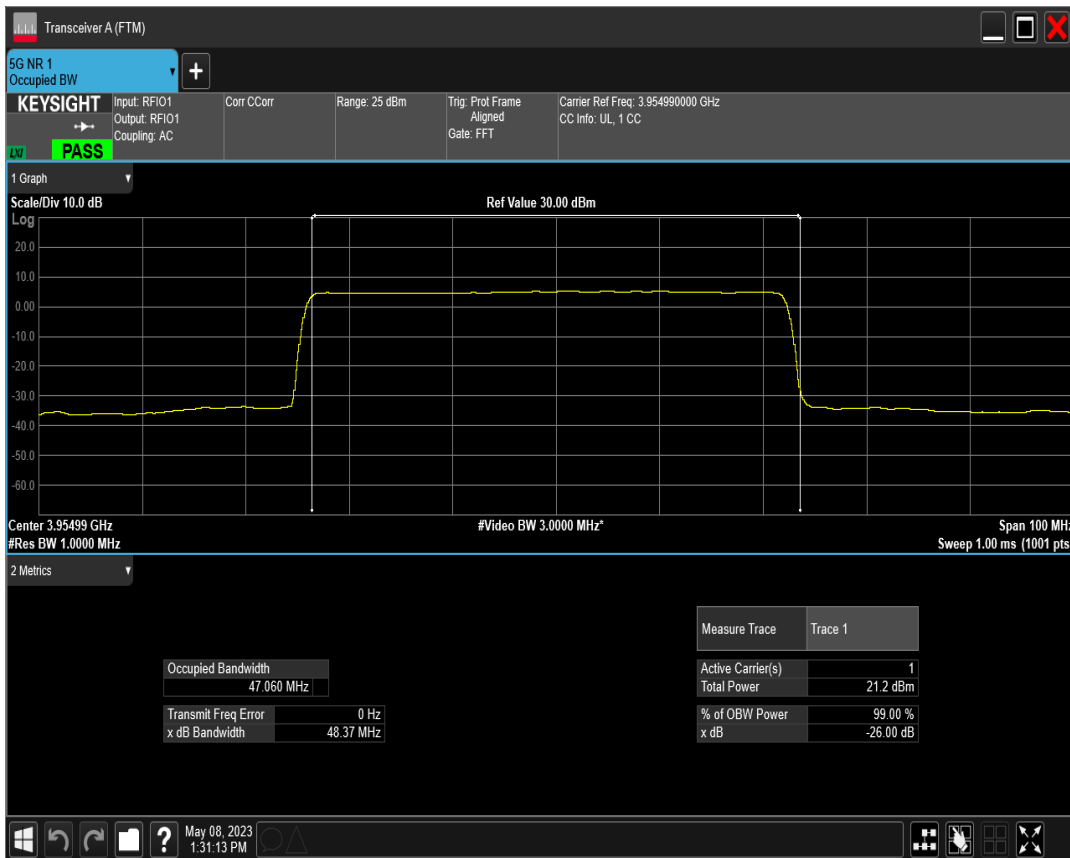 Transceiver A (FTM)
5G NR 1
Occupied BW
+
KEYSIGHT
LXI
PASS
Input: RFIO1
Output: RFIO1
Coupling: AC
Corr CCorr
Range: 25 dBm
Trig: Prot Frame
Aligned
Gate: FFT
Carrier Ref Freq: 3.954990000 GHz
CC Info: UL, 1 CC
1 Graph
Scale/Div 10.0 dB
Ref Value 30.00 dBm
Log
20.0
10.0
0.00
-10.0
-20.0
-30.0
-40.0
-50.0
-60.0
Center 3.95499 GHz
#Video BW 3.0000 MHz*
Span 100 MHz
#Res BW 1.0000 MHz
Sweep 1.00 ms (1001 pts
2 Metrics
Measure Trace Trace 1
Occupied Bandwidth
47.060 MHz
Transmit Freq Error 0 Hz
x dB Bandwidth 48.37 MHz
Active Carrier(s) 1
Total Power 21.2 dBm
% of OBW Power 99.00 %
x dB -26.00 dB
?
May 08, 2023
1:31:13 PM